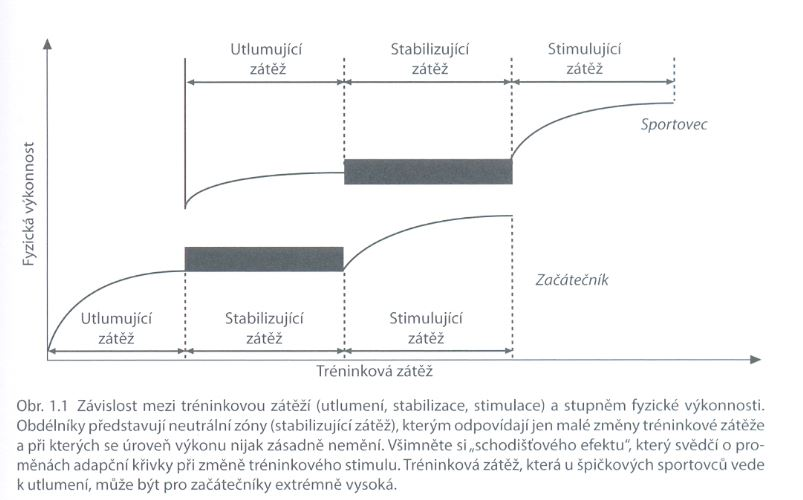 Utlumující
zátěž
Stabilizující
zátěž
Stimulující
zátěž
Sportovec
Fyzická výkonnost
Začátečník
Utlumující
zátěž
Stabilizující
zátěž
Stimulující
zátěž
Tréninková zátěž
Obr. 1.1 Závislost mezi tréninkovou zátěží (utlumení, stabilizace, stimulace) a stupněm fyzické výkonnosti.
Obdélníky představují neutrální zóny (stabilizující zátěž), kterým odpovídají jen malé změny tréninkové zátěže
a při kterých se úroveň výkonu nijak zásadně nemění. Všimněte si „schodišťového efektu“, který svědčí o pro-
měnách adapční křivky při změně tréninkového stimulu. Tréninková zátěž, která u špičkových sportovců vede
k utlumení, může být pro začátečníky extrémně vysoká.